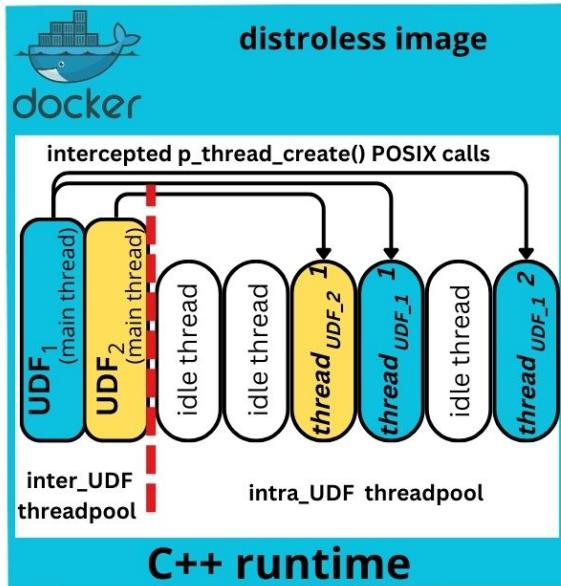 docker
distroless image
intercepted p_thread_create() POSIX calls
UDF1
(main thread)
UDF2
(main thread)
idle thread
idle thread
thread UDF_2 1
thread UDF_1 1
idle thread
thread UDF_1 2
inter_UDF
threadpool
intra_UDF threadpool
C++ runtime